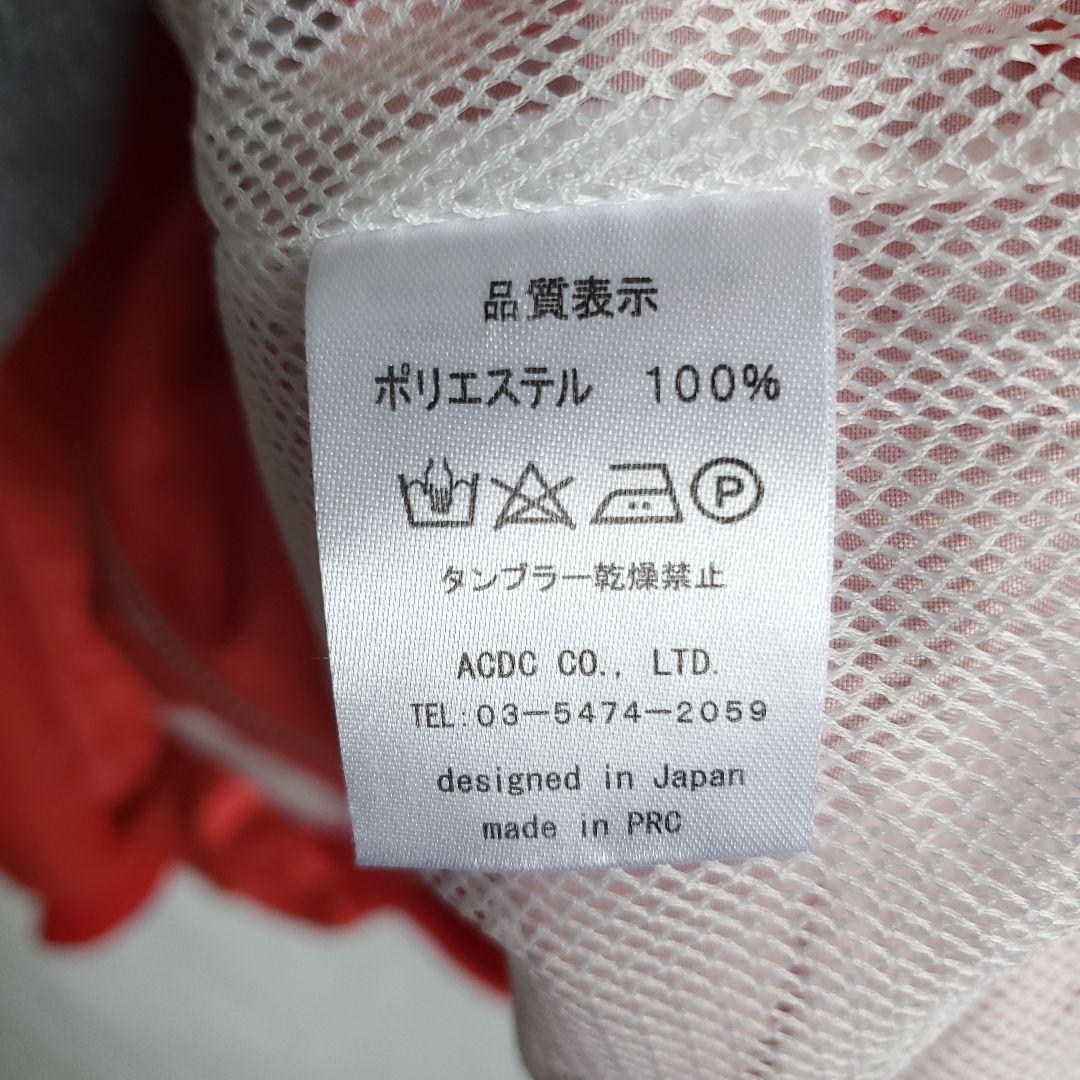 品質表示
ポリエステル 100%
P
タンブラー乾燥禁止
ACDC CO., LTD.
TEL:03-5474-2059
designed in Japan
made in PRC